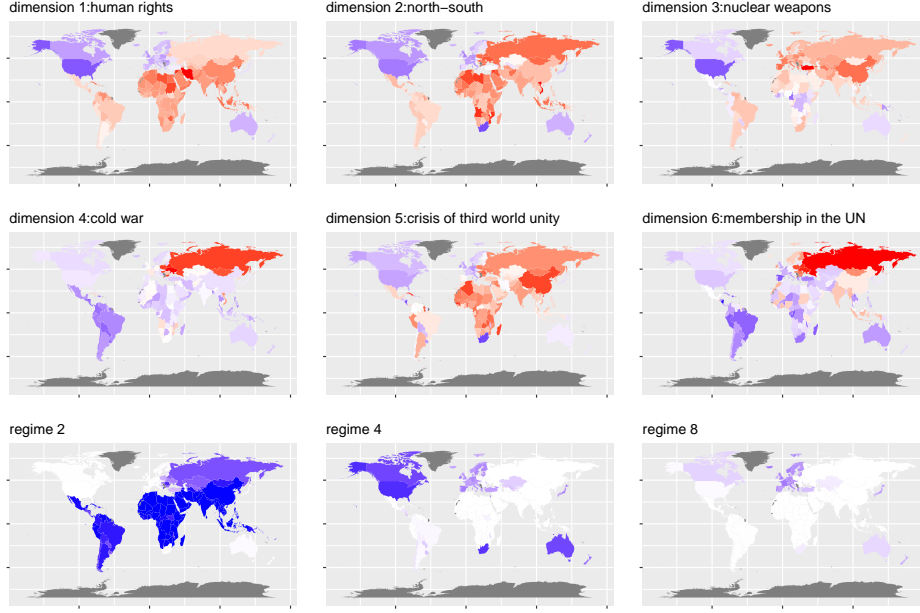 dimension 1:human rights
dimension 2:north−south
dimension 3:nuclear weapons
dimension 4:cold war
dimension 5:crisis of third world unity
dimension 6:membership in the UN
regime 2
regime 4
regime 8